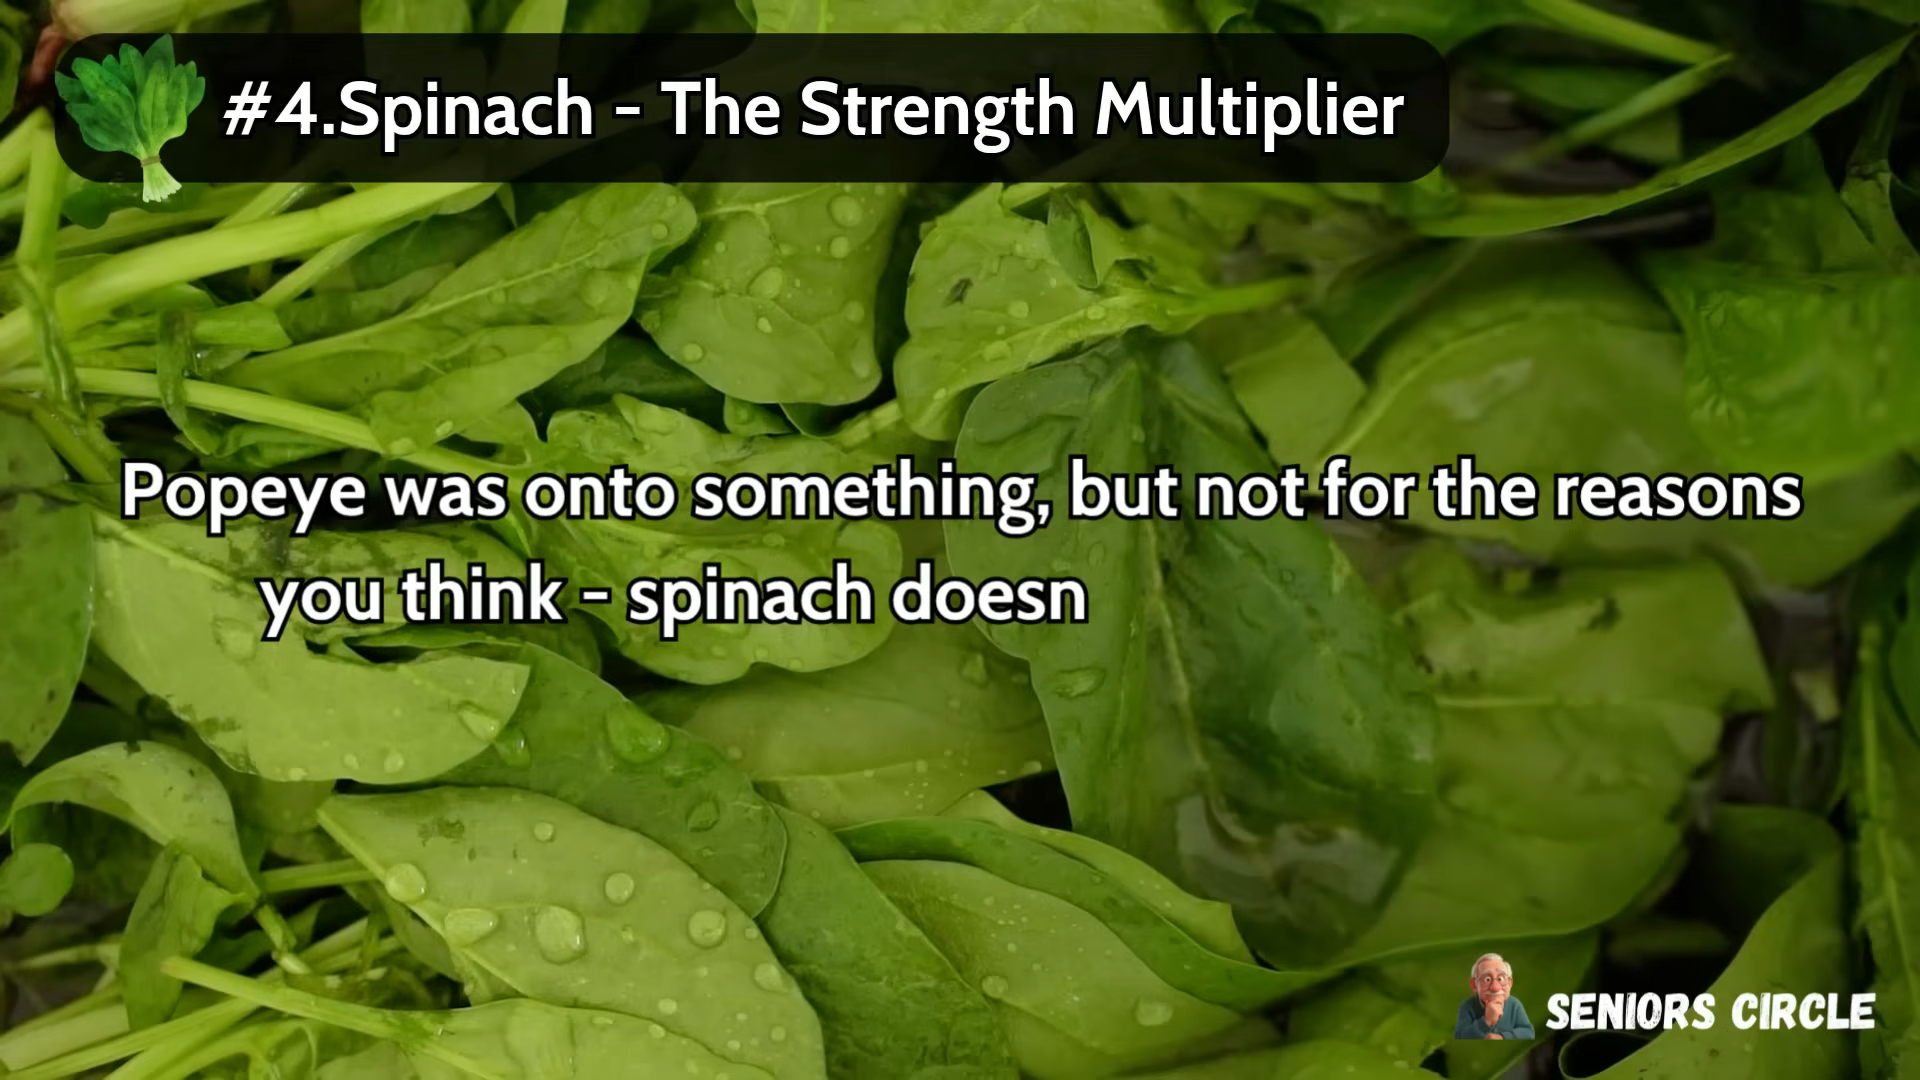 #4.Spinach - The Strength Multiplier
Popeye was onto something, but not for the reasons
you think - spinach doesn
SENIORS CIRCLE